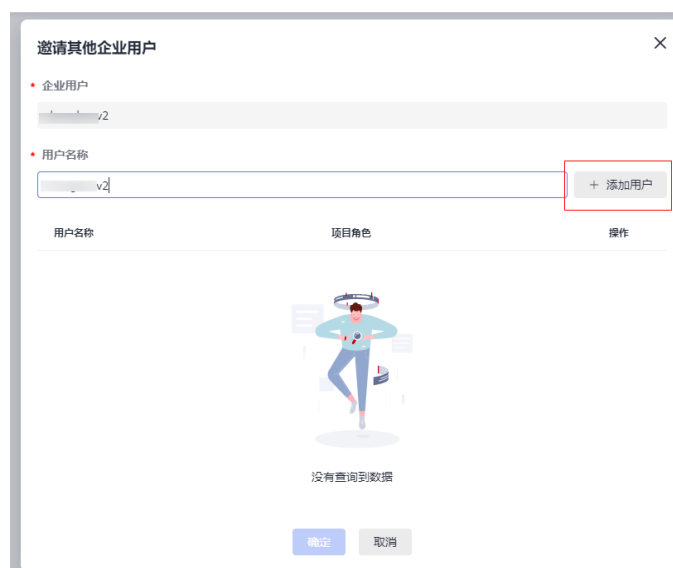 邀请其他企业用户
* 企业用户
v2
* 用户名称
v2
+ 添加用户
用户名称 项目角色 操作
没有查询到数据
确定 取消